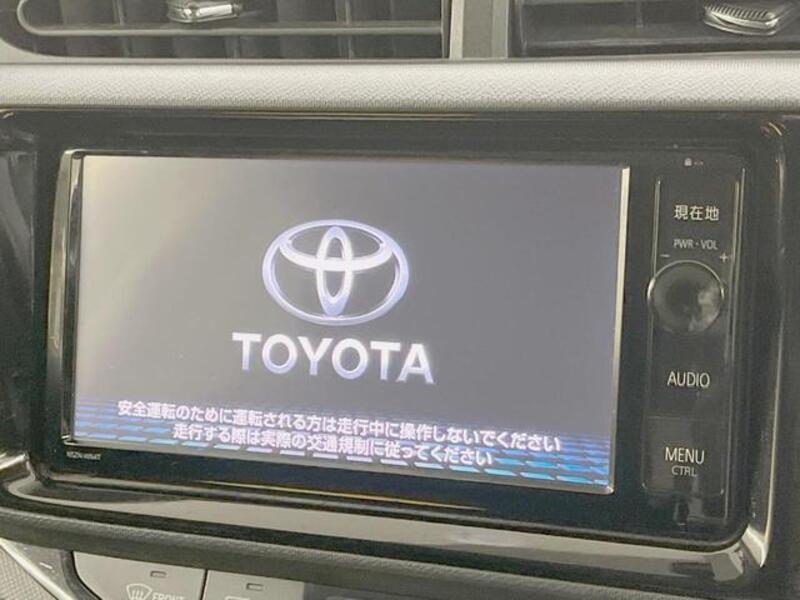 現在地
PWR・VOL
- +
TOYOTA
AUDIO
安全運転のために運転される方は走行中に操作しないでください
走行する際は実際の交通規制に従ってください
NSZN-W64T
MENU
CTRL
FRONT